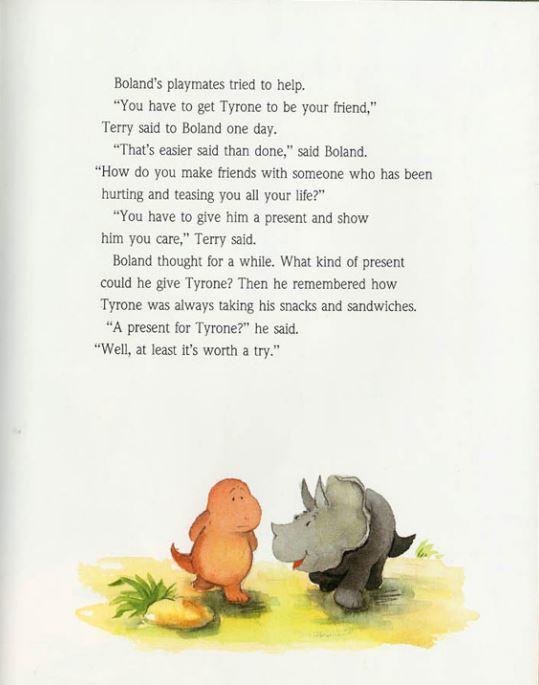 Boland's playmates tried to help.
"You have to get Tyrone to be your friend,"
Terry said to Boland one day.
"That's easier said than done," said Boland.
"How do you make friends with someone who has been
hurting and teasing you all your life?"
"You have to give him a present and show
him you care," Terry said.
Boland thought for a while. What kind of present
could he give Tyrone? Then he remembered how
Tyrone was always taking his snacks and sandwiches.
"A present for Tyrone?" he said.
"Well, at least it's worth a try."